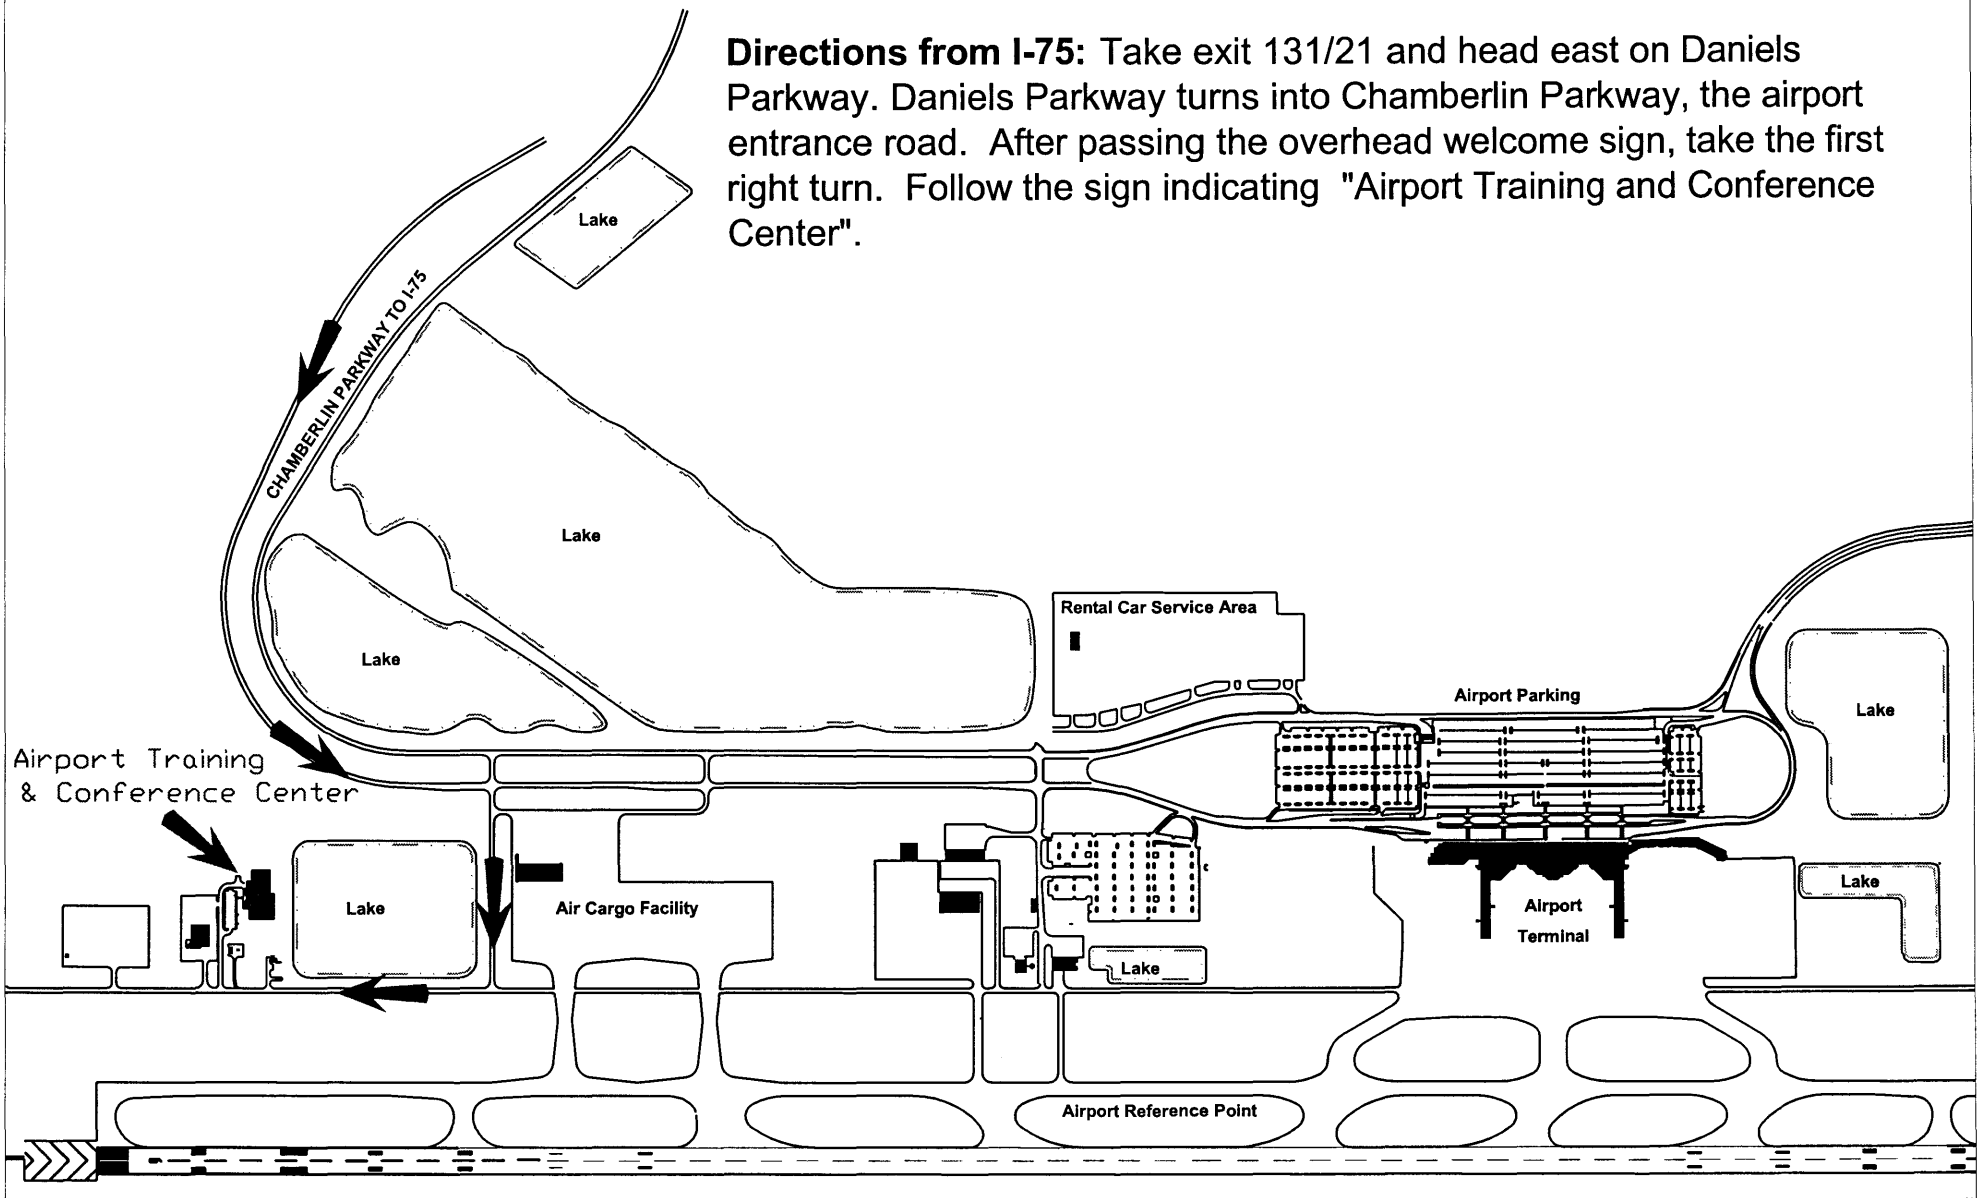 Directions from I-75: Take exit 131/21 and head east on Daniels
Parkway. Daniels Parkway turns into Chamberlin Parkway, the airport
entrance road.  After passing the overhead welcome sign, take the first
right turn.  Follow the sign indicating  "Airport Training and Conference
Center".
Lake
CHAMBERLIN PARKWAY TO I-75
Lake
Rental Car Service Area
Lake
Airport Parking
Lake
Airport Training
& Conference Center
Lake
Lake
Air Cargo Facility
Airport
Terminal
Lake
Airport Reference Point